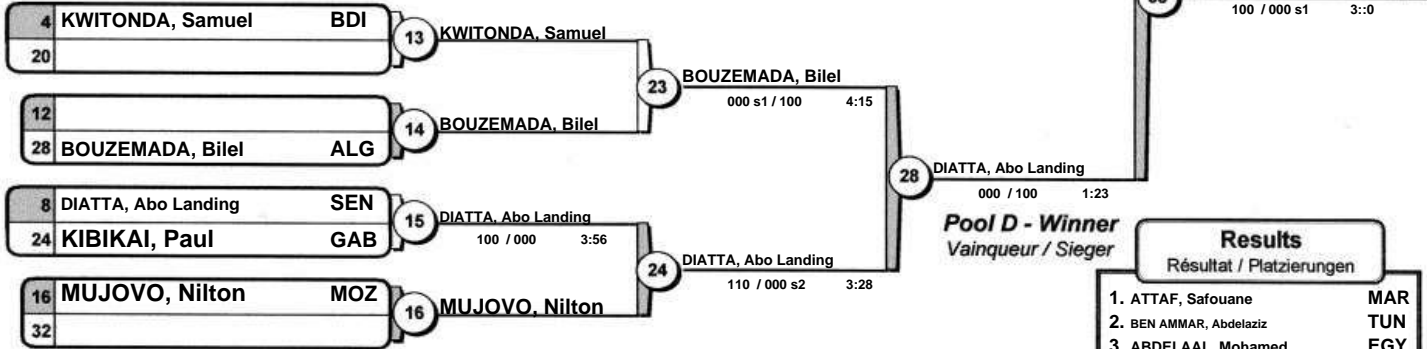 4 KWITONDA, Samuel BDI
20
13 KWITONDA, Samuel
12
28 BOUZEMADA, Bilel ALG
14 BOUZEMADA, Bilel
23 BOUZEMADA, Bilel
000 s1 / 100 4:15
8 DIATTA, Abo Landing SEN
24 KIBIKAI, Paul GAB
15 DIATTA, Abo Landing
100 / 000 3:56
16 MUJOVO, Nilton MOZ
32
16 MUJOVO, Nilton
24 DIATTA, Abo Landing
110 / 000 s2 3:28
28 DIATTA, Abo Landing
000 / 100 1:23
Pool D - Winner
Vainqueur / Sieger
100 / 000 s1 3::0
Results
Résultat / Platzierungen
1. ATTAF, Safouane MAR
2. BEN AMMAR, Abdelaziz TUN
3. ABDELAAL, Mohamed EGY